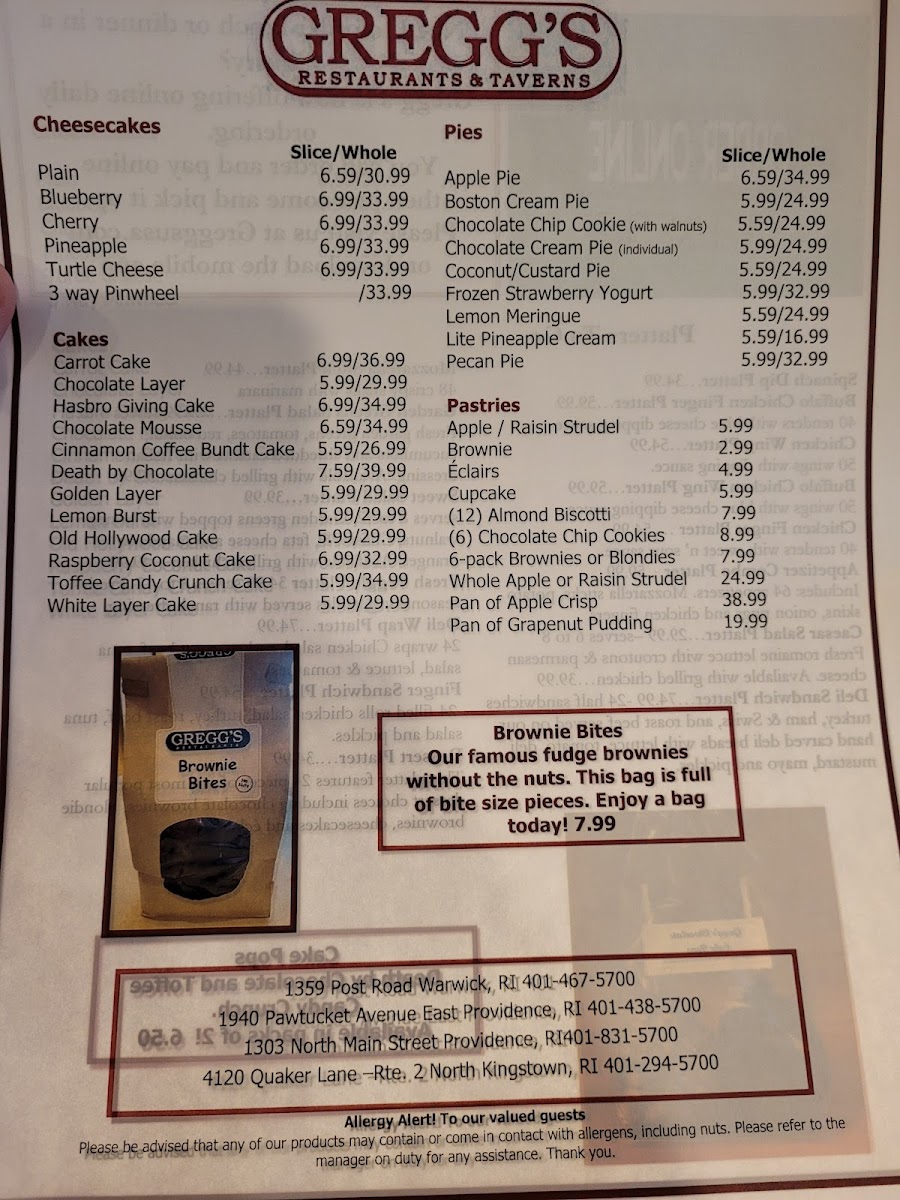 GREGG'S
RESTAURANTS & TAVERNS
Cheesecakes
Slice/Whole
Plain 6.59/30.99
Blueberry 6.99/33.99
Cherry 6.99/33.99
Pineapple 6.99/33.99
Turtle Cheese 6.99/33.99
3 way Pinwheel /33.99
Cakes
Carrot Cake 6.99/36.99
Chocolate Layer 5.99/29.99
Hasbro Giving Cake 6.99/34.99
Chocolate Mousse 6.59/34.99
Cinnamon Coffee Bundt Cake 5.59/26.99
Death by Chocolate 7.59/39.99
Golden Layer 5.99/29.99
Lemon Burst 5.99/29.99
Old Hollywood Cake 5.99/29.99
Raspberry Coconut Cake 6.99/32.99
Toffee Candy Crunch Cake 5.99/34.99
White Layer Cake 5.99/29.99
Pies
Slice/Whole
Apple Pie 6.59/34.99
Boston Cream Pie 5.99/24.99
Chocolate Chip Cookie (with walnuts) 5.59/24.99
Chocolate Cream Pie (individual) 5.99/24.99
Coconut/Custard Pie 5.59/24.99
Frozen Strawberry Yogurt 5.99/32.99
Lemon Meringue 5.59/24.99
Lite Pineapple Cream 5.59/16.99
Pecan Pie 5.99/32.99
Pastries
Apple / Raisin Strudel 5.99
Brownie 2.99
Éclairs 4.99
Cupcake 5.99
(12) Almond Biscotti 7.99
(6) Chocolate Chip Cookies 8.99
6-pack Brownies or Blondies 7.99
Whole Apple or Raisin Strudel 24.99
Pan of Apple Crisp 38.99
Pan of Grapenut Pudding 19.99
GREGG'S
RESTAURANTS
Brownie
Bites
Brownie Bites
Our famous fudge brownies
without the nuts. This bag is full
of bite size pieces. Enjoy a bag
today! 7.99
1359 Post Road Warwick, RI 401-467-5700
1940 Pawtucket Avenue East Providence, RI 401-438-5700
1303 North Main Street Providence, RI401-831-5700
4120 Quaker Lane –Rte. 2 North Kingstown, RI 401-294-5700
Allergy Alert! To our valued guests
Please be advised that any of our products may contain or come in contact with allergens, including nuts. Please refer to the
manager on duty for any assistance. Thank you.